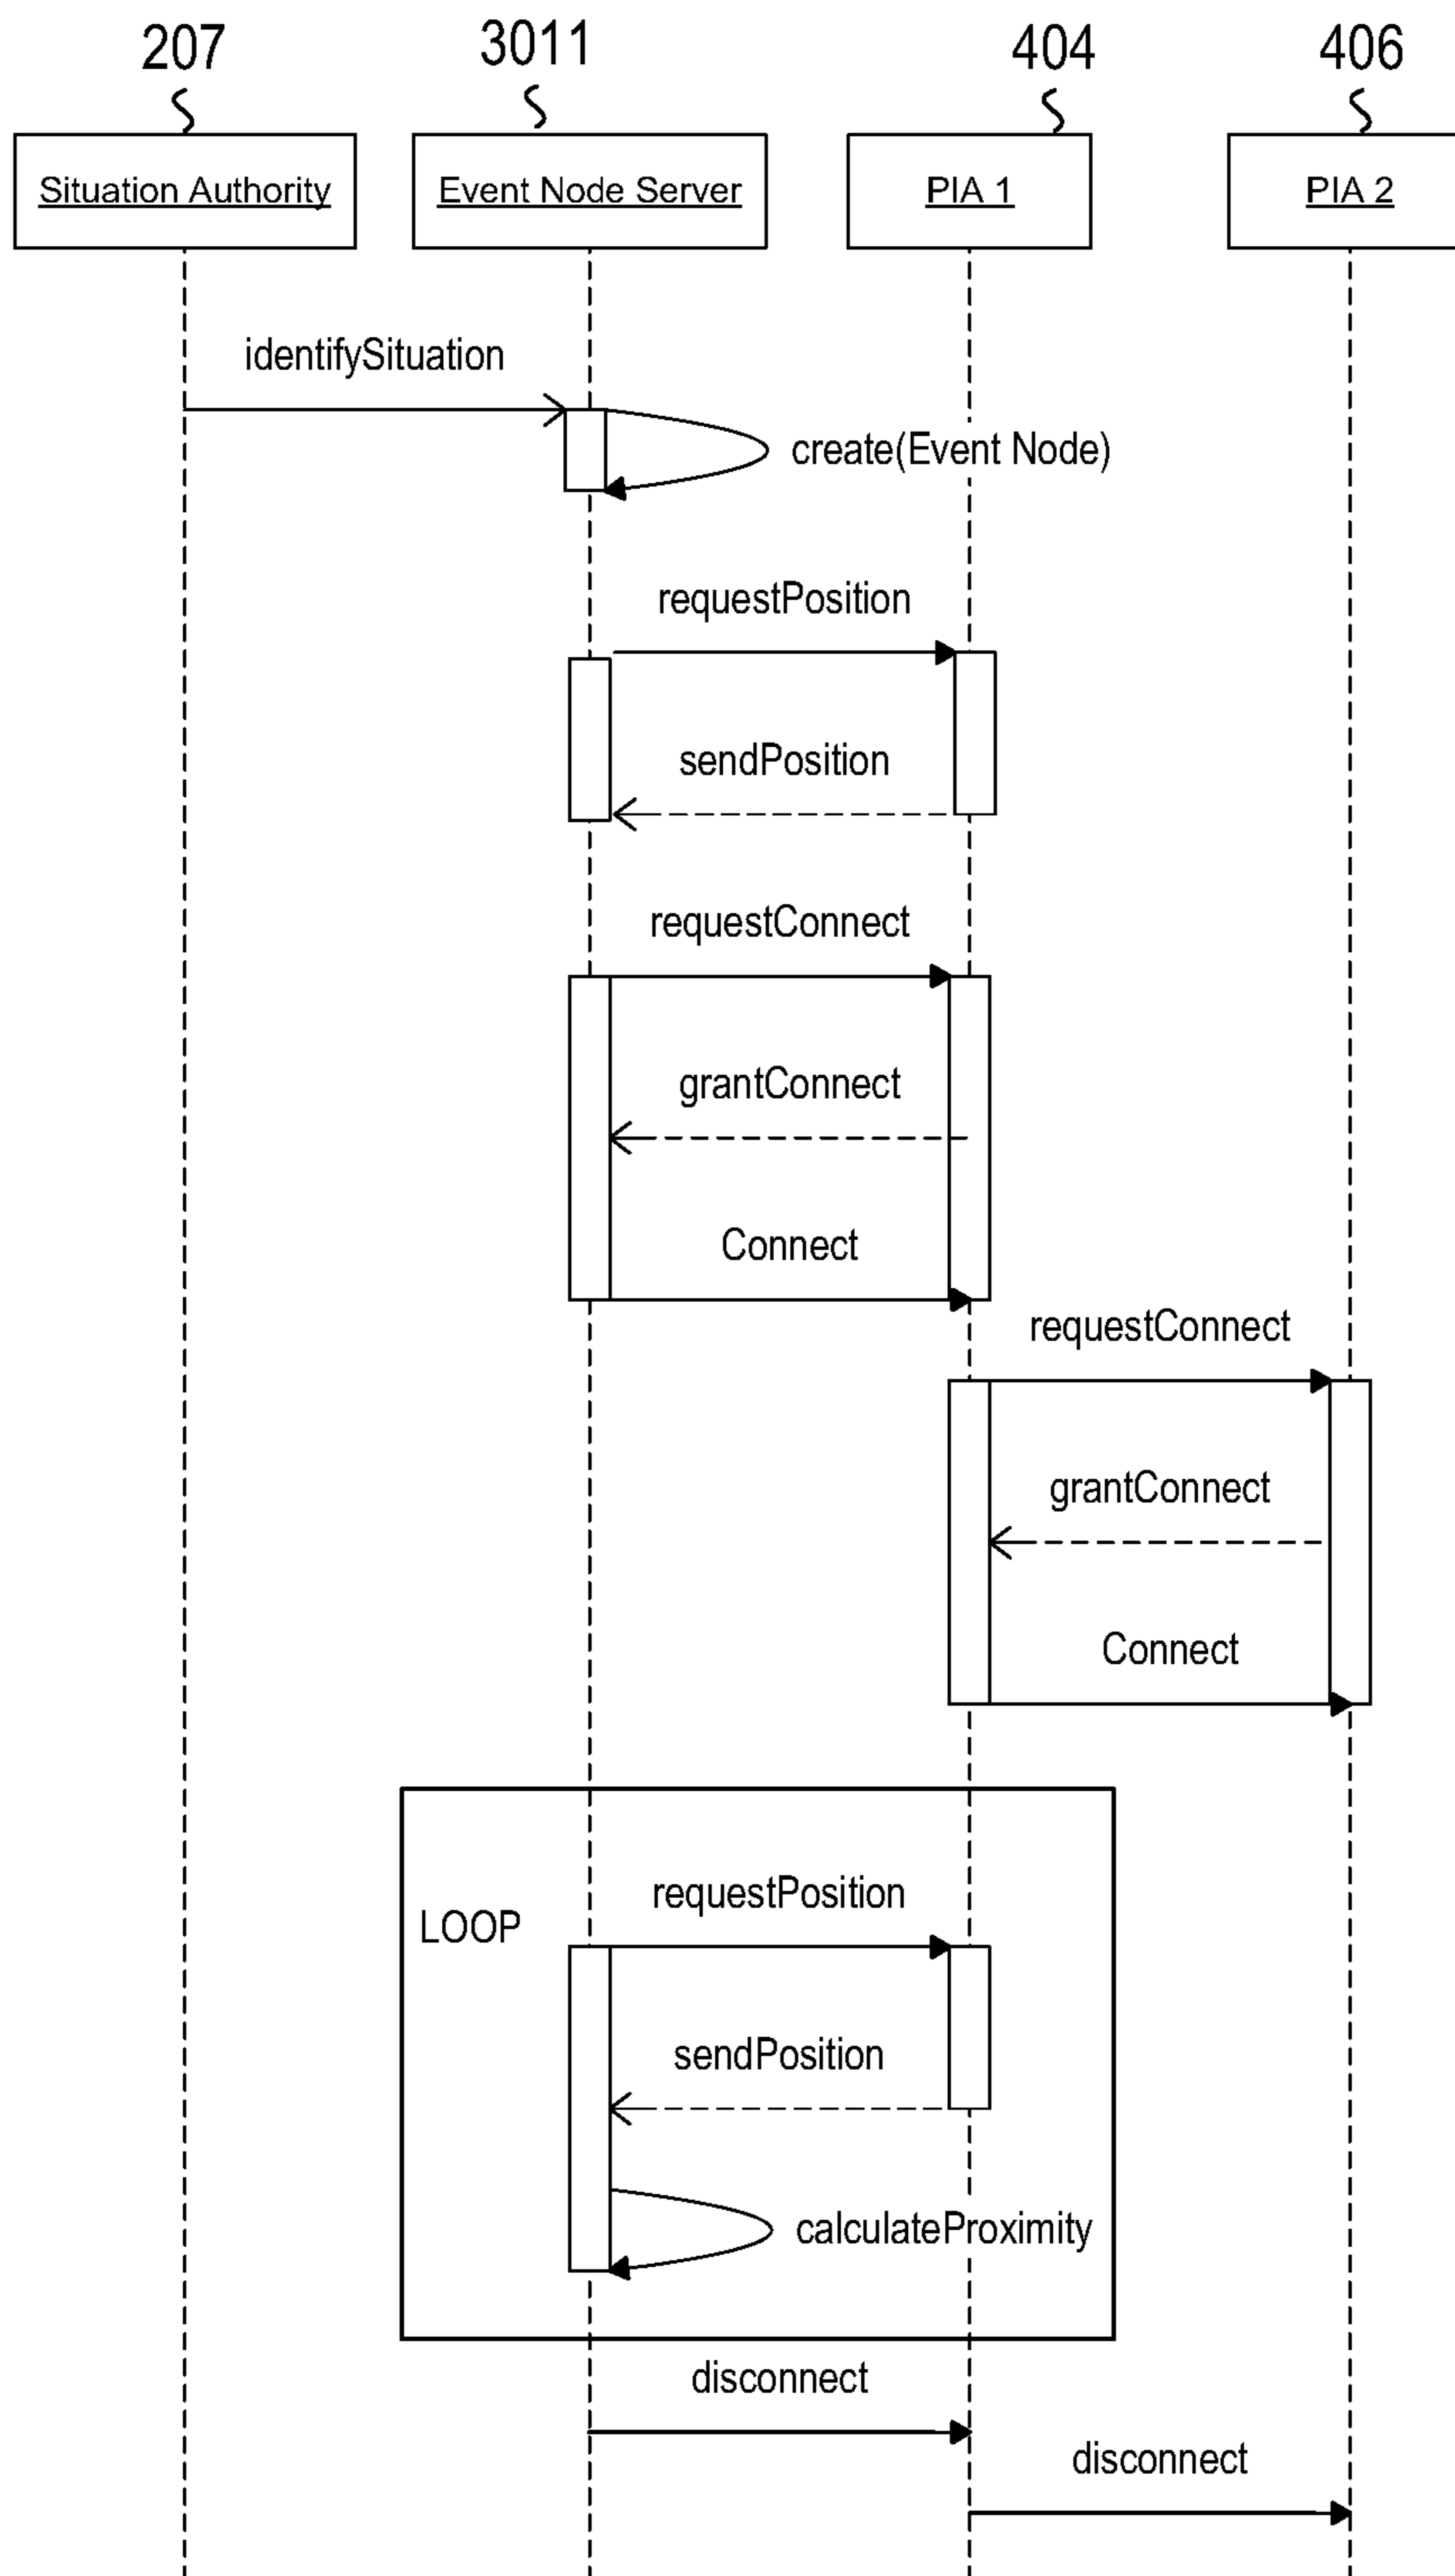 207
3011
404
406
Situation Authority
Event Node Server
PIA 1
PIA 2
identifySituation
create(Event Node)
requestPosition
sendPosition
requestConnect
grantConnect
Connect
requestConnect
grantConnect
Connect
requestPosition
LOOP
sendPosition
calculateProximity
disconnect
disconnect